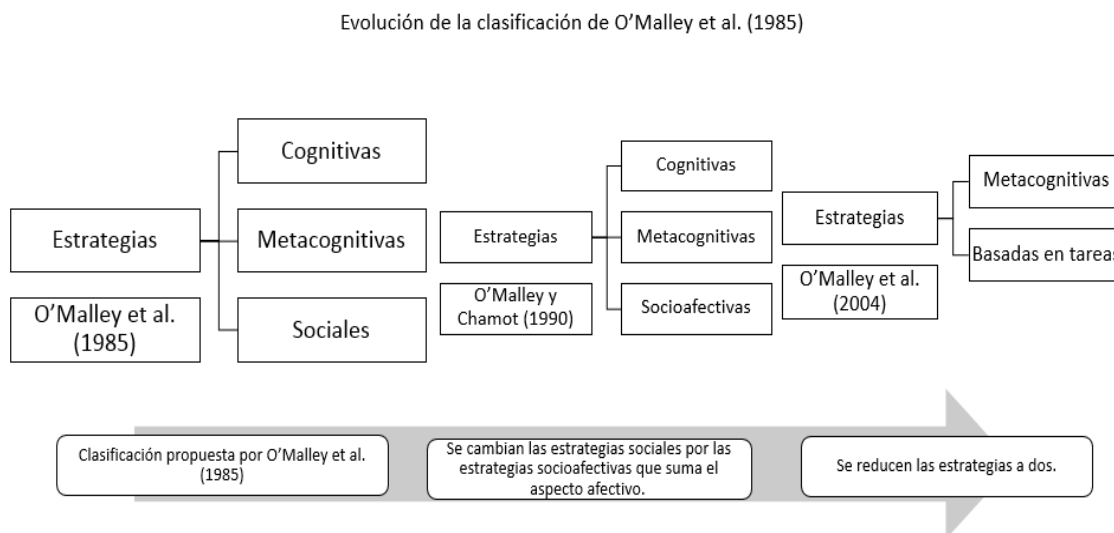 Evolución de la clasificación de O’Malley et al. (1985)
Estrategias
O’Malley et al.
(1985)
Cognitivas
Metacognitivas
Sociales
Estrategias
O’Malley y
Chamot (1990)
Cognitivas
Metacognitivas
Socioafectivas
Estrategias
O’Malley et al.
(2004)
Metacognitivas
Basadas en tareas
Clasificación propuesta por O’Malley et al.
(1985)
Se cambian las estrategias sociales por las
estrategias socioafectivas que suma el
aspecto afectivo.
Se reducen las estrategias a dos.